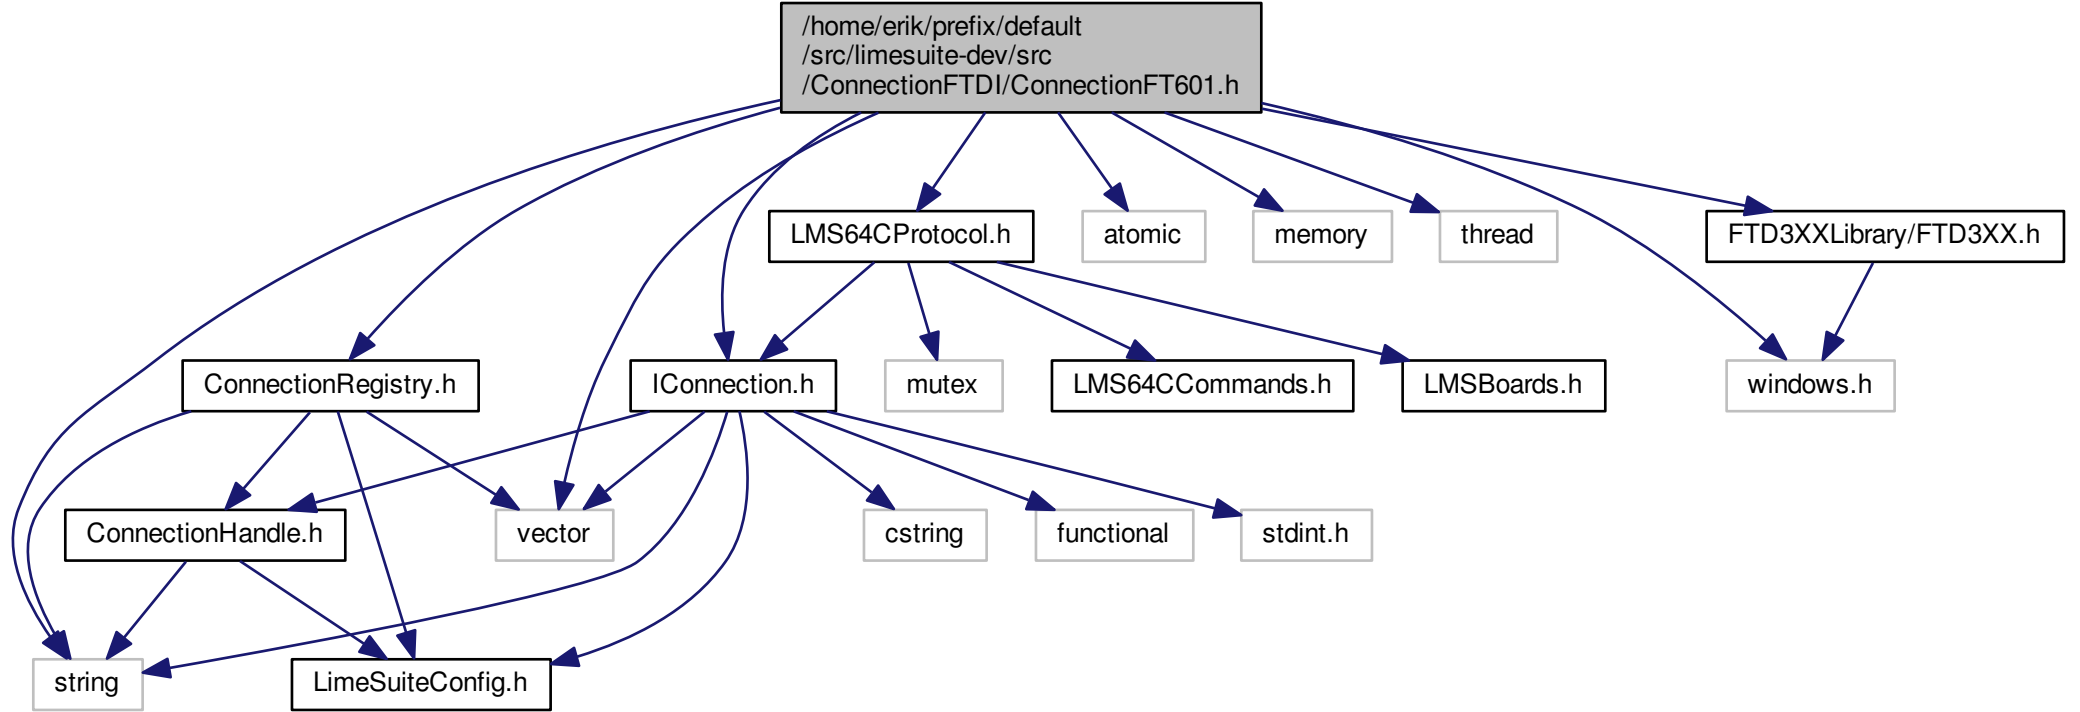 /home/erik/prefix/default
/src/limesuite-dev/src
/ConnectionFTDI/ConnectionFT601.h
LMS64CProtocol.h
atomic
memory
thread
FTD3XXLibrary/FTD3XX.h
ConnectionRegistry.h
IConnection.h
mutex
LMS64CCommands.h
LMSBoards.h
windows.h
ConnectionHandle.h
vector
cstring
functional
stdint.h
string
LimeSuiteConfig.h